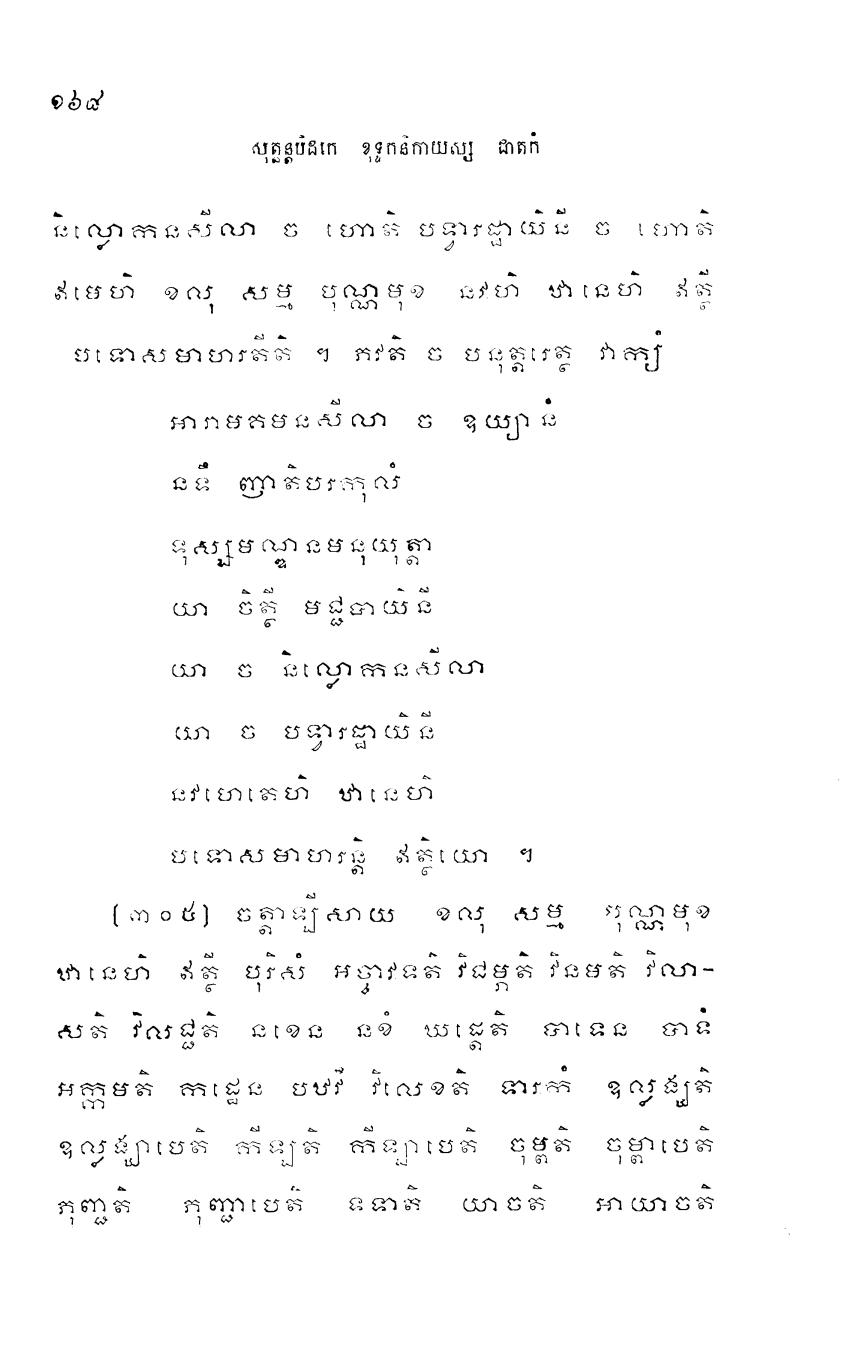 ១៦៤
សុត្តន្តបិដកេ ខុទ្ទកនិកាយស្ស ជាតកំ
និល្លោកនសីលា ច ហោតិ បទ្វារដ្ឋាយិនី ច ហោតិ
ឥមេហិ ខលុ សម្ម បុណ្ណមុខ នវហិ ឋានេហិ ឥត្ថី
បទោសមាហរតីតិ ។ ភវតិ ច បនុត្តរេត្ថ វាក្យំ
អារាមគមនសីលា ច ឧយ្យានំ
នទី ញាតិបរកុលំ
ទុស្សមណ្ឌនមនុយុត្តា
យា ចិត្ថី មជ្ជបាយិនី
យា ច និល្លោកនសីលា
យា ច បទ្វារដ្ឋាយិនី
នវហេតេហិ ឋានេហិ
បទោសមាហរន្តិ ឥត្ថិយោ ។
(៣០៥) ចត្តាឡីសាយ ខលុ សម្ម បុណ្ណមុខ
ឋានេហិ ឥត្ថី បុរិសំ អច្ចាវទតិ វិជម្ភតិ វិនមតិ វិលា-
សតិ វិលជ្ជតិ នខេន នខំ ឃដ្តេតិ បាទេន បាទំ
អក្កមតិ កដ្ឋេន បឋវី វិលេខតិ ទារកំ ឧល្លង្ឃតិ
ឧល្លង្ឃាបេតិ កីឡតិ កីឡាបេតិ ចុម្ពតិ ចុម្ពាបេតិ
ភុញ្ជតិ ភុញ្ជាបេតិ ទទាតិ យាចតិ អាយាចតិ